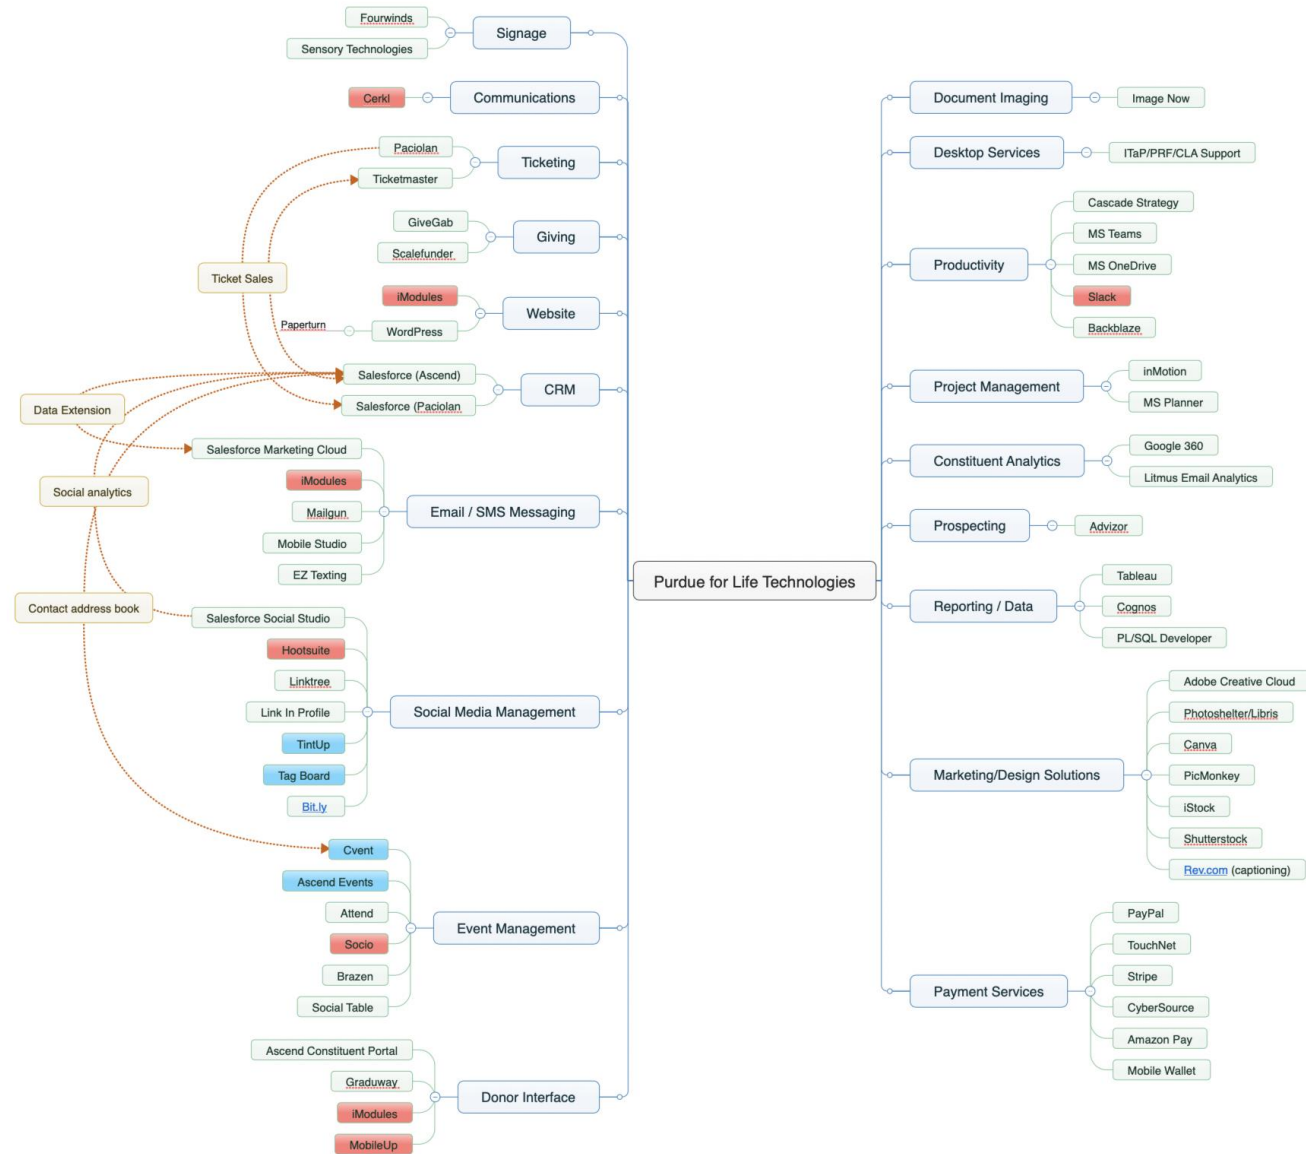 Fourwinds
Sensory Technologies
Signage
Cerkl
Communications
Paciolan
Ticketmaster
Ticketing
GiveGab
Scalefunder
Giving
Ticket Sales
iModules
Paperturn
WordPress
Website
Salesforce (Ascend)
Salesforce (Paciolan
CRM
Data Extension
Salesforce Marketing Cloud
iModules
Mailgun
Mobile Studio
EZ Texting
Email / SMS Messaging
Social analytics
Contact address book
Salesforce Social Studio
Hootsuite
Linktree
Link In Profile
TintUp
Tag Board
Bit.ly
Social Media Management
Cvent
Ascend Events
Attend
Socio
Brazen
Social Table
Event Management
Ascend Constituent Portal
Graduway
iModules
MobileUp
Donor Interface
Purdue for Life Technologies
Document Imaging
Image Now
Desktop Services
ITaP/PRF/CLA Support
Productivity
Cascade Strategy
MS Teams
MS OneDrive
Slack
Backblaze
Project Management
inMotion
MS Planner
Constituent Analytics
Google 360
Litmus Email Analytics
Prospecting
Advizor
Reporting / Data
Tableau
Cognos
PL/SQL Developer
Marketing/Design Solutions
Adobe Creative Cloud
Photoshelter/Libris
Canva
PicMonkey
iStock
Shutterstock
Rev.com (captioning)
Payment Services
PayPal
TouchNet
Stripe
CyberSource
Amazon Pay
Mobile Wallet